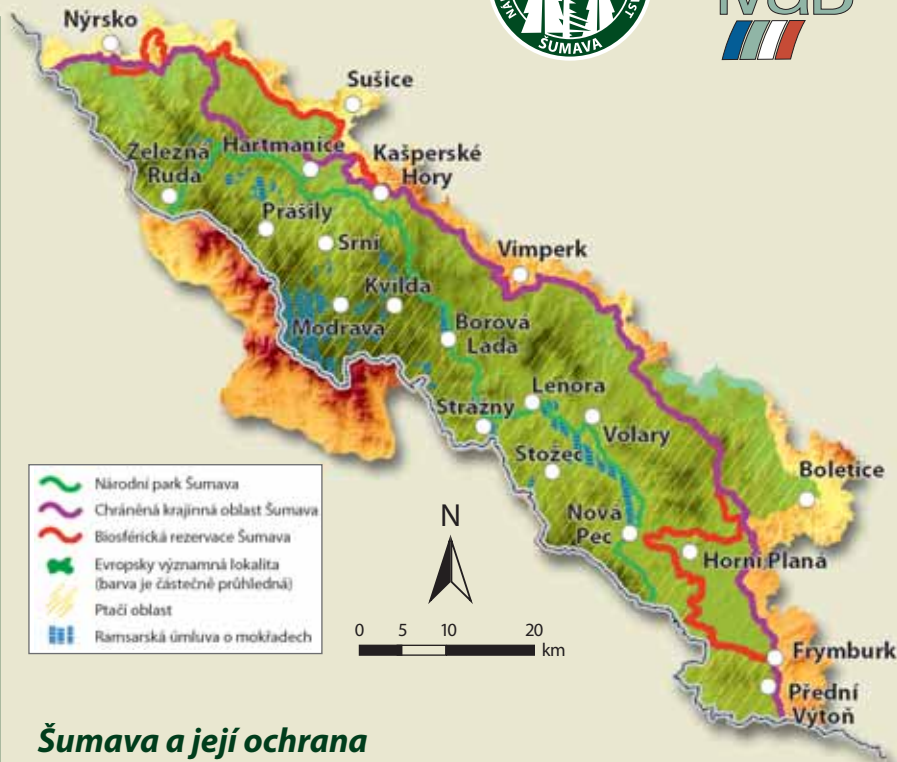 ŠUMAVA
Nýrsko
Sušice
Hartmanice
Železná
Ruda
Kašperské
Hory
Prášily
Srní
Vimperk
Kvilda
Modrava
Borová
Lada
Lenora
Strážný
Volary
Stožec
Boletice
Nová
Pec
Horní Planá
Frymburk
Přední
Výtoň
Národní park Šumava
Chráněná krajinná oblast Šumava
Biosférická rezervace Šumava
Evropsky významná lokalita
(barva je částečně průhledná)
Ptačí oblast
Ramsarská úmluva o mokřadech
N
0 5 10 20
km
Šumava a její ochrana